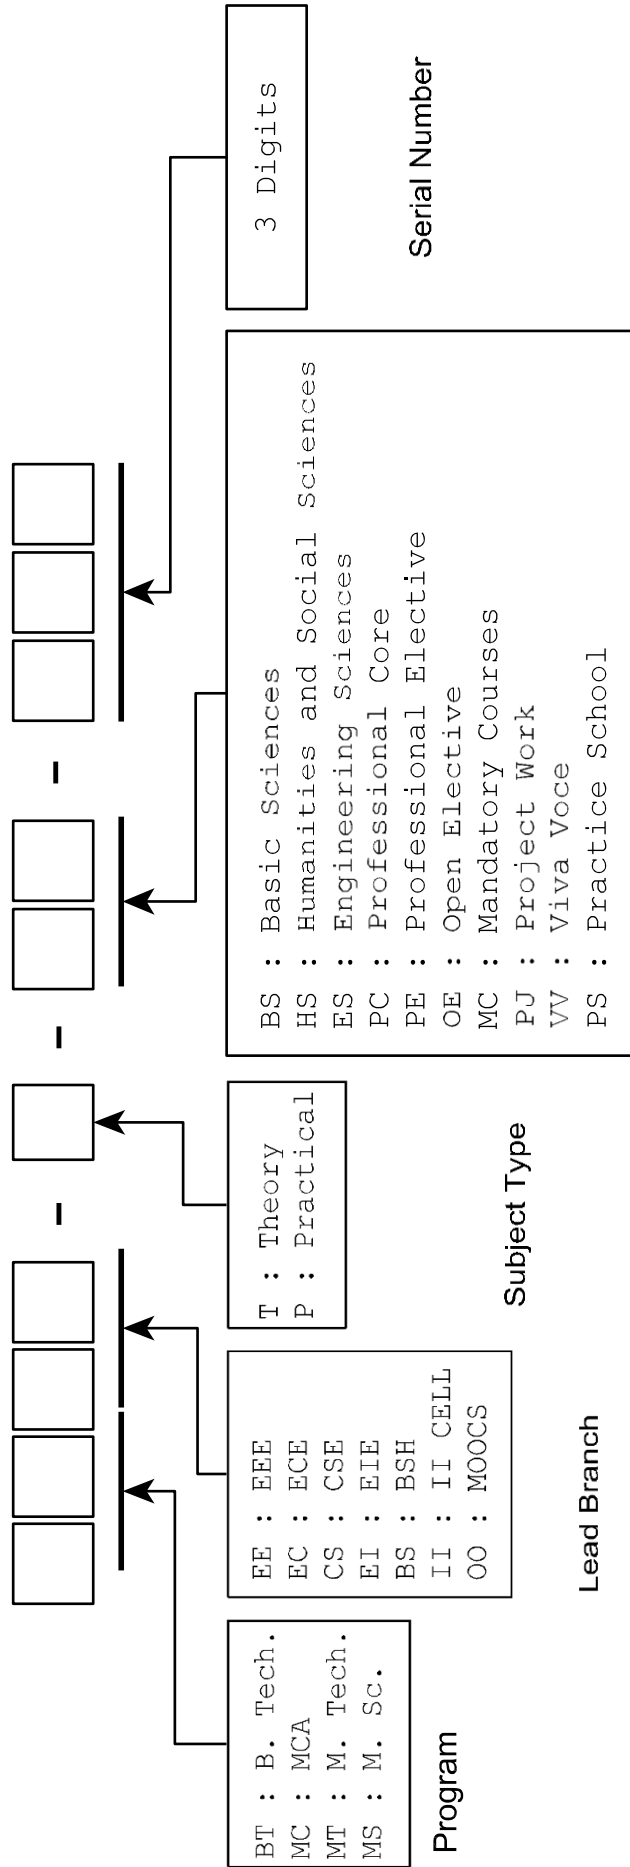 BT : B. Tech.
MC : MCA
MT : M. Tech.
MS : M. Sc.
Program
EE : EEE
EC : ECE
CS : CSE
EI : EIE
BS : BSH
II : II CELL
OO : MOOCS
Lead Branch
T : Theory
P : Practical
Subject Type
BS : Basic Sciences
HS : Humanities and Social Sciences
ES : Engineering Sciences
PC : Professional Core
PE : Professional Elective
OE : Open Elective
MC : Mandatory Courses
PJ : Project Work
VV : Viva Voce
PS : Practice School
3 Digits
Serial Number